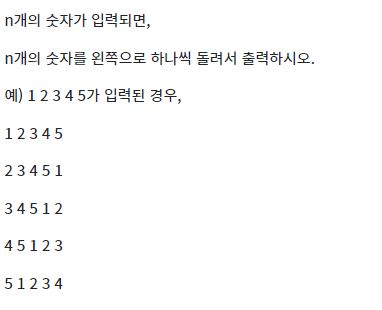 n개의 숫자가 입력되면,
n개의 숫자를 왼쪽으로 하나씩 돌려서 출력하시오.
예) 1 2 3 4 5가 입력된 경우,
1 2 3 4 5
2 3 4 5 1
3 4 5 1 2
4 5 1 2 3
5 1 2 3 4